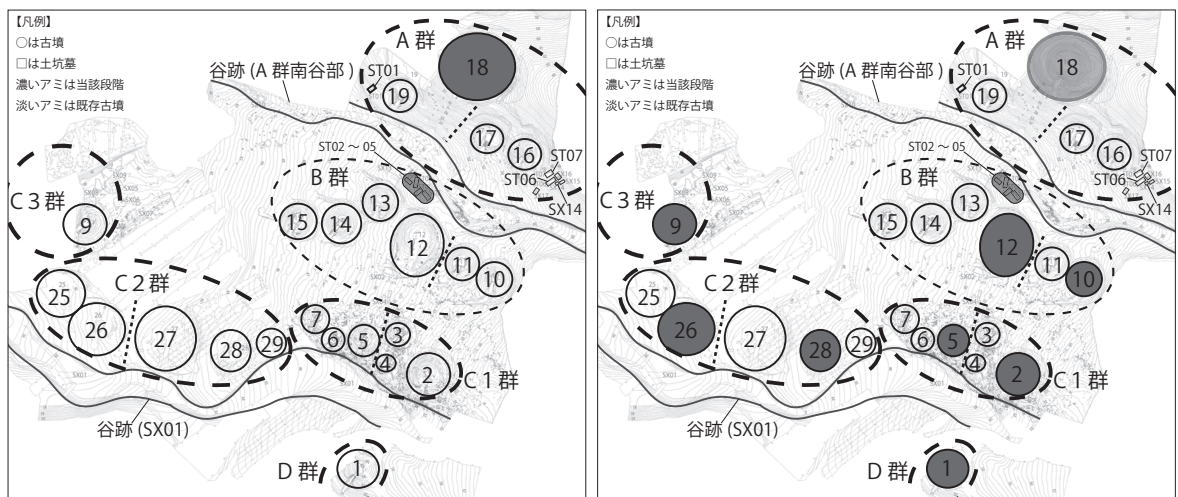 【凡例】
○は古墳
□は土坑墓
濃いアミは当該段階
淡いアミは既存古墳
A 群
18
谷跡 (A 群南谷部 )
ST01
19
17
16
ST07
ST02 ～ 05
ST06
SX14
B 群
C 3 群
9
15
14
13
12
11
10
C 2 群
25
26
27
28
29
7
6
5
3
4
2
C 1 群
谷跡 (SX01)
D 群
1
【凡例】
○は古墳
□は土坑墓
濃いアミは当該段階
淡いアミは既存古墳
A 群
18
谷跡 (A 群南谷部 )
ST01
19
17
16
ST07
ST02 ～ 05
ST06
SX14
B 群
C 3 群
9
15
14
13
12
11
10
C 2 群
25
26
27
28
29
7
6
5
3
4
2
C 1 群
谷跡 (SX01)
D 群
1